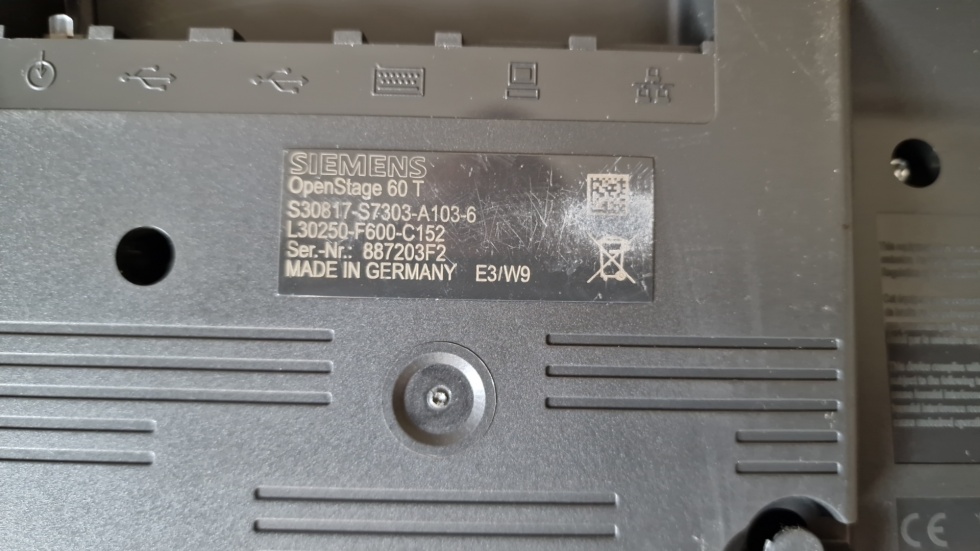 SIEMENS
OpenStage 60 T
S30817-S7303-A103-6
L30250-F600-C152
Ser.-Nr.: 887203F2
MADE IN GERMANY E3/W9
CE